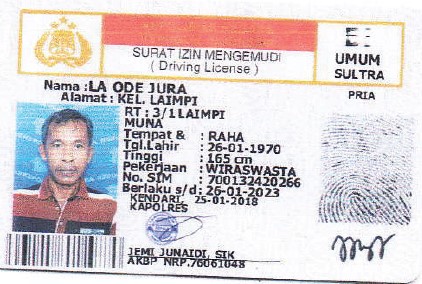 SURAT IZIN MENGEMUDI
( Driving License )
UMUM
SULTRA
PRIA
Nama : LA ODE JURA
Alamat : KEL. LAIMPI
RT : 3/1 LAIMPI
MUNA
Tempat & : RAHA
Tgl.Lahir : 26-01-1970
Tinggi : 165 cm
Pekerjaan : WIRASWASTA
No. SIM : 700132420266
Berlaku s/d : 26-01-2023
KENDARI, 25-01-2018
KAPOLRES
JEMI JUNAIDI, SIK
AKBP NRP.76061048